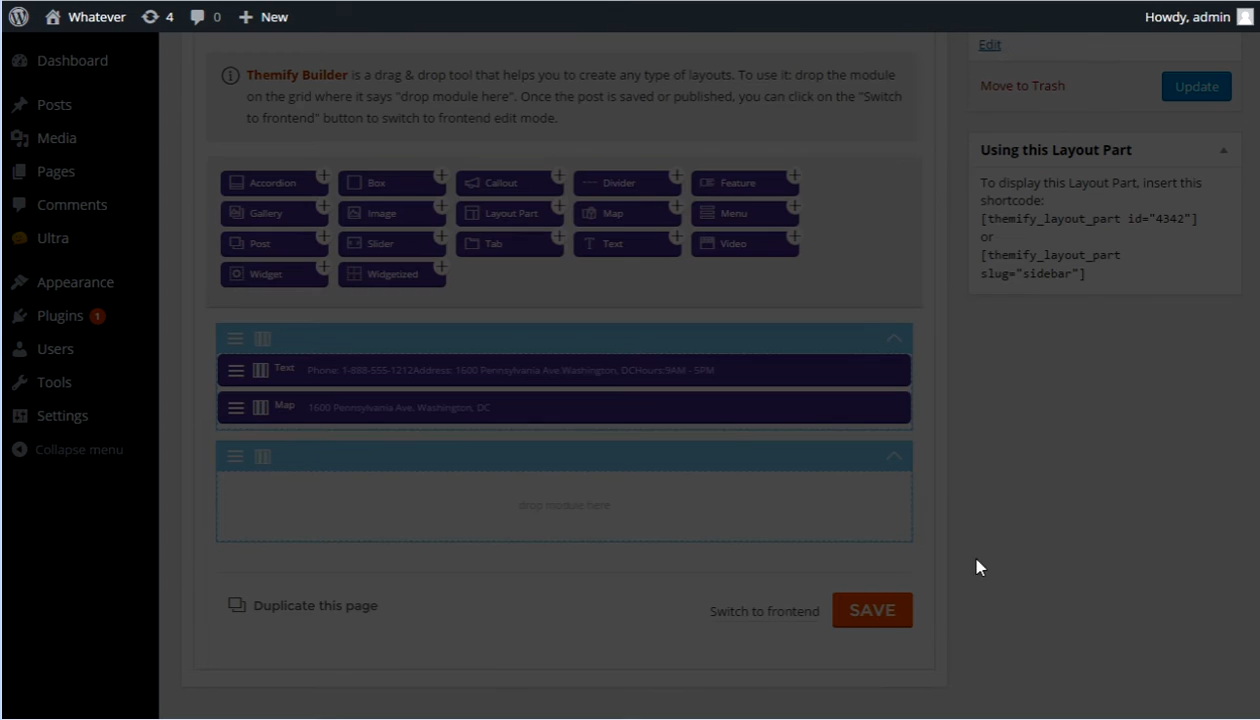 Whatever 4 0 New Howdy, admin
Dashboard
Posts
Media
Pages
Comments
Ultra
Appearance
Plugins 1
Users
Tools
Settings
Collapse menu
Themify Builder is a drag & drop tool that helps you to create any type of layouts. To use it: drop the module
on the grid where it says "drop module here". Once the post is saved or published, you can click on the "Switch
to frontend" button to switch to frontend edit mode.
Accordion Box Callout Divider Feature
Gallery Image Layout Part Map Menu
Post Slider Tab Text Video
Widget Widgetized
Text Phone: 1-888-555-1212Address: 1600 Pennsylvania Ave.Washington, DCHours:9AM - 5PM
Map 1600 Pennsylvania Ave, Washington, DC
drop module here
Duplicate this page Switch to frontend SAVE
Edit
Move to Trash Update
Using this Layout Part
To display this Layout Part, insert this
shortcode:
[themify_layout_part id="4342"]
or
[themify_layout_part
slug="sidebar"]